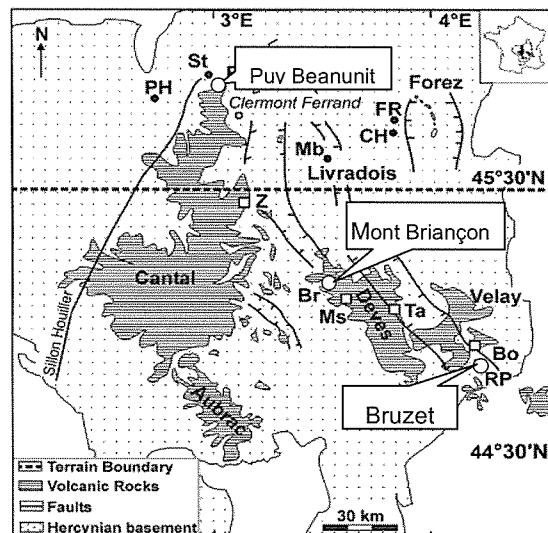 3°E
4°E
N
St
Puy Beaunit
PH
Clermont Ferrand
Forez
FR
CH
Mb
Livradois
45°30'N
Z
Mont Briançon
Cantal
Br
Ms
Devès
Ta
Velay
Bo
RP
Sillon Houiller
Bruzet
Aubrac
44°30'N
Terrain Boundary
Volcanic Rocks
Faults
Hercynian basement
30 km